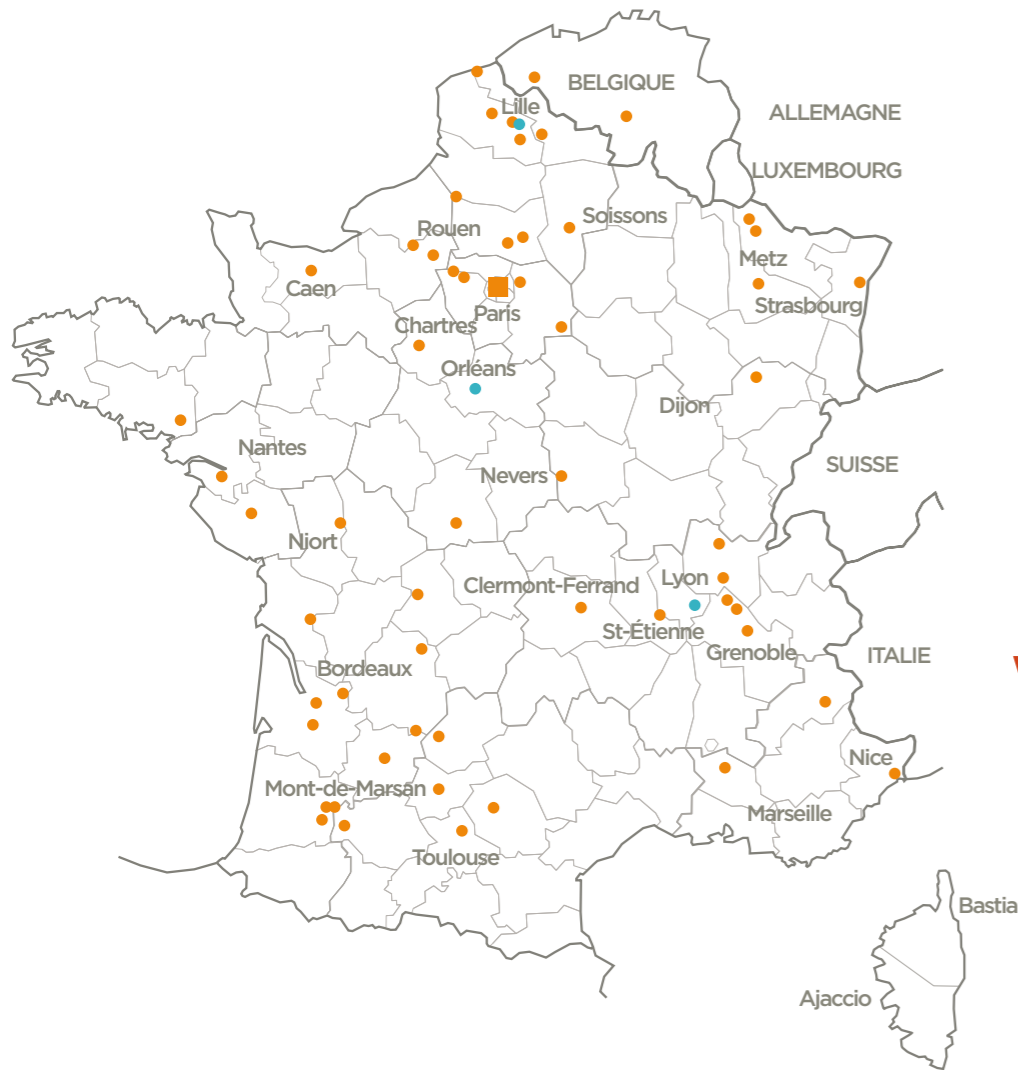 BELGIQUE
Lille
ALLEMAGNE
LUXEMBOURG
Soissons
Rouen
Metz
Caen
Strasbourg
Paris
Chartres
Orléans
Dijon
Nantes
SUISSE
Nevers
Niort
Lyon
Clermont-Ferrand
St-Étienne
Grenoble
ITALIE
Bordeaux
Nice
Mont-de-Marsan
Marseille
Toulouse
Bastia
Ajaccio